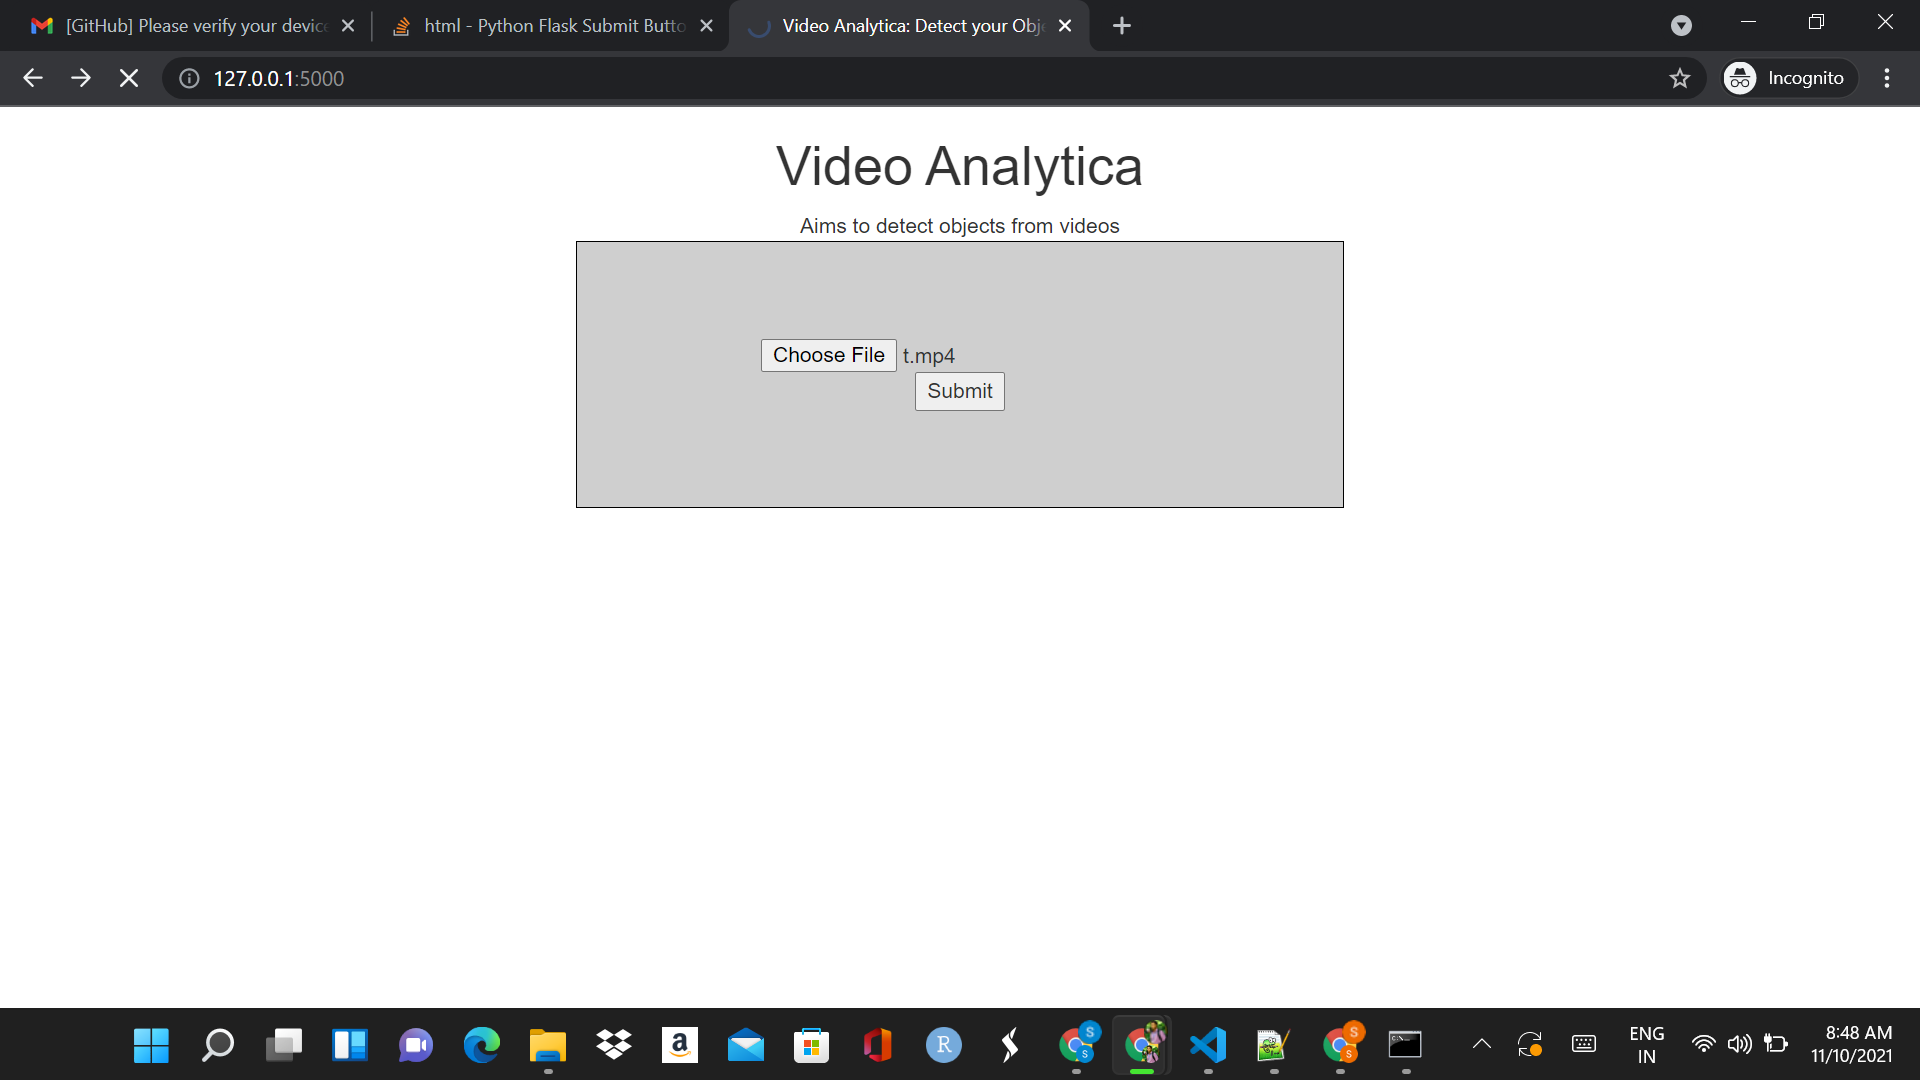 [GitHub] Please verify your device
html - Python Flask Submit Butto
Video Analytica: Detect your Obje
127.0.0.1:5000
Incognito
Video Analytica
Aims to detect objects from videos
Choose File t.mp4
Submit
ENG
IN
8:48 AM
11/10/2021